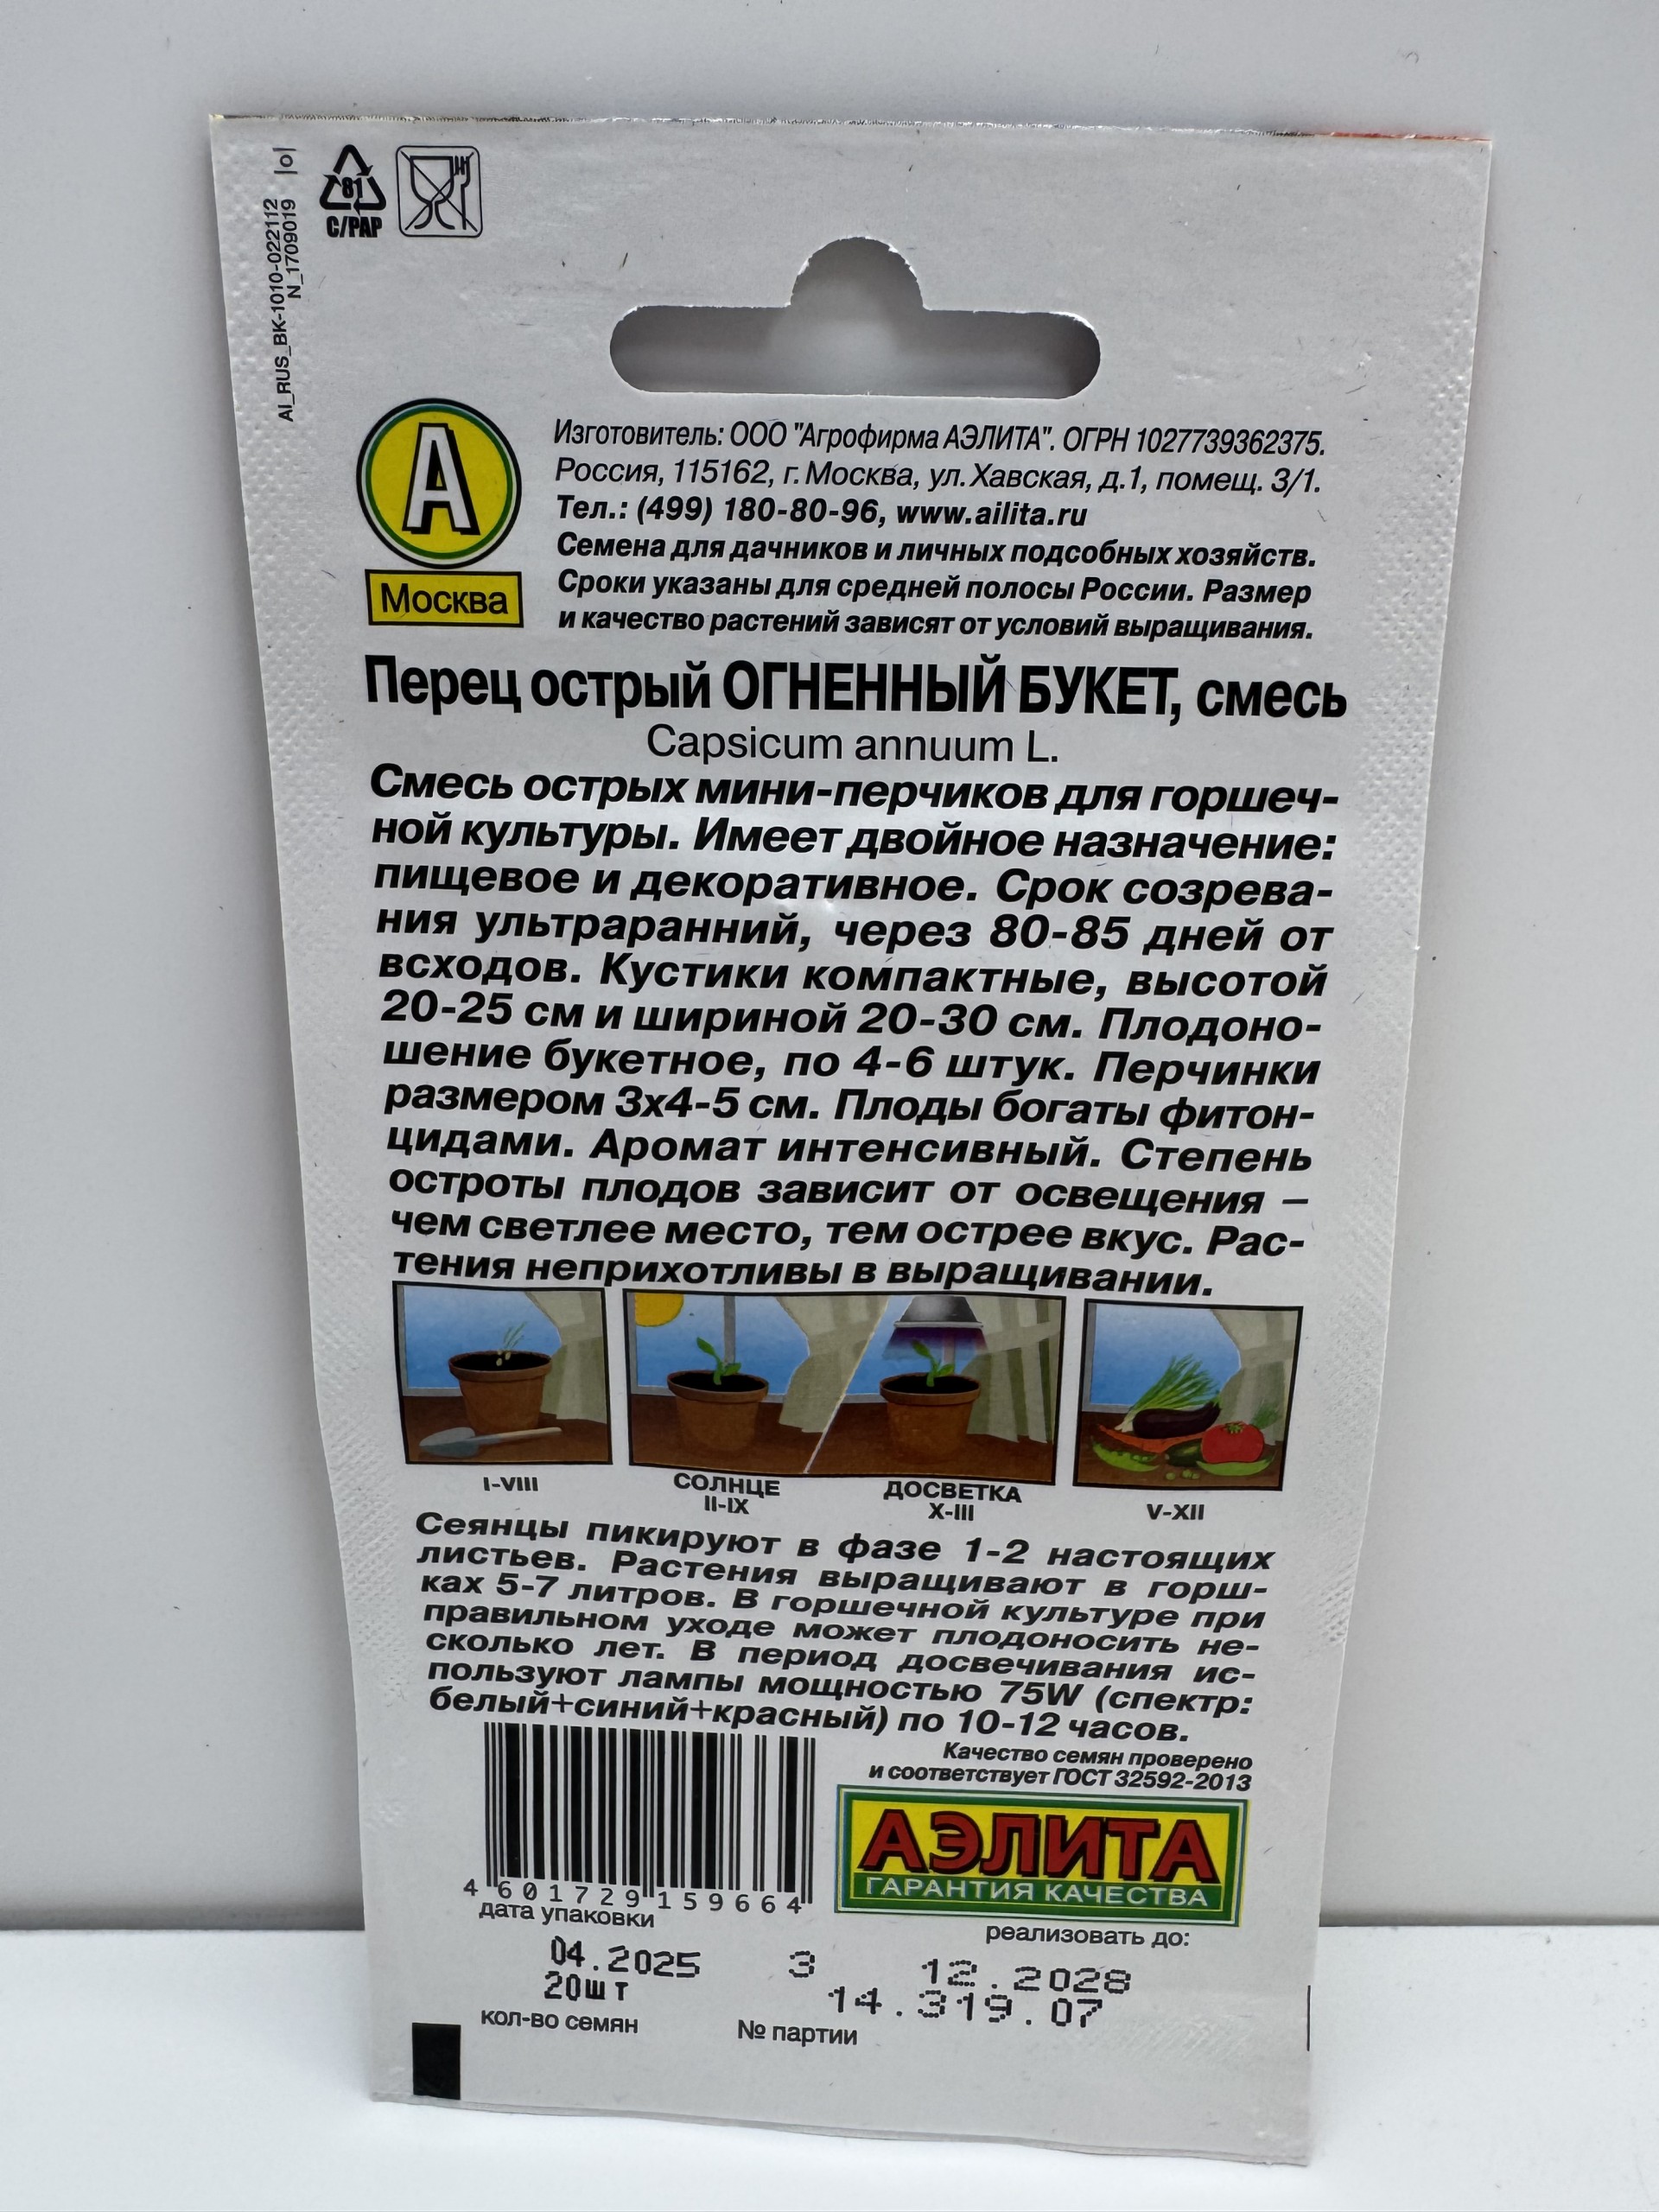 AI_RUS_BK-1010-022112
N_1709019 |o|
81
C/PAP
А
Москва
Изготовитель: ООО "Агрофирма АЭЛИТА". ОГРН 1027739362375.
Россия, 115162, г. Москва, ул. Хавская, д.1, помещ. 3/1.
Тел.: (499) 180-80-96, www.ailita.ru
Семена для дачников и личных подсобных хозяйств.
Сроки указаны для средней полосы России. Размер
и качество растений зависят от условий выращивания.
Перец острый ОГНЕННЫЙ БУКЕТ, смесь
Capsicum annuum L.
Смесь острых мини-перчиков для горшеч-
ной культуры. Имеет двойное назначение:
пищевое и декоративное. Срок созрева-
ния ультраранний, через 80-85 дней от
всходов. Кустики компактные, высотой
20-25 см и шириной 20-30 см. Плодоно-
шение букетное, по 4-6 штук. Перчинки
размером 3х4-5 см. Плоды богаты фитон-
цидами. Аромат интенсивный. Степень
остроты плодов зависит от освещения –
чем светлее место, тем острее вкус. Рас-
тения неприхотливы в выращивании.
I-VIII
СОЛНЦЕ
II-IX
ДОСВЕТКА
X-III
V-XII
Сеянцы пикируют в фазе 1-2 настоящих
листьев. Растения выращивают в горш-
ках 5-7 литров. В горшечной культуре при
правильном уходе может плодоносить не-
сколько лет. В период досвечивания ис-
пользуют лампы мощностью 75W (спектр:
белый+синий+красный) по 10-12 часов.
Качество семян проверено
и соответствует ГОСТ 32592-2013
АЭЛИТА
ГАРАНТИЯ КАЧЕСТВА
4 601729 159664
дата упаковки
реализовать до:
04.2025 3 12.2028
20шт 14.319.07
кол-во семян
№ партии